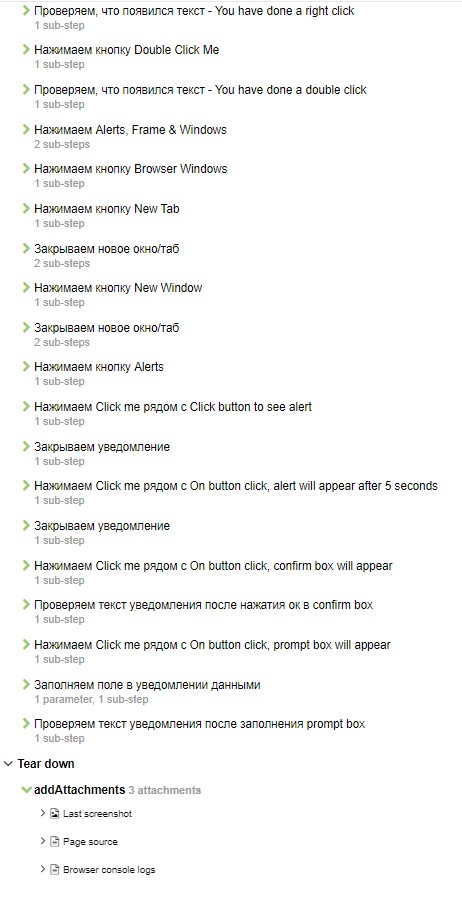 Проверяем, что появился текст - You have done a right click
1 sub-step
Нажимаем кнопку Double Click Me
1 sub-step
Проверяем, что появился текст - You have done a double click
1 sub-step
Нажимаем Alerts, Frame & Windows
2 sub-steps
Нажимаем кнопку Browser Windows
1 sub-step
Нажимаем кнопку New Tab
1 sub-step
Закрываем новое окно/таб
2 sub-steps
Нажимаем кнопку New Window
1 sub-step
Закрываем новое окно/таб
2 sub-steps
Нажимаем кнопку Alerts
1 sub-step
Нажимаем Click me рядом с Click button to see alert
1 sub-step
Закрываем уведомление
1 sub-step
Нажимаем Click me рядом с On button click, alert will appear after 5 seconds
1 sub-step
Закрываем уведомление
1 sub-step
Нажимаем Click me рядом с On button click, confirm box will appear
1 sub-step
Проверяем текст уведомления после нажатия ок в confirm box
1 sub-step
Нажимаем Click me рядом с On button click, prompt box will appear
1 sub-step
Заполняем поле в уведомлении данными
1 parameter, 1 sub-step
Проверяем текст уведомления после заполнения prompt box
1 sub-step
Tear down
addAttachments 3 attachments
Last screenshot
Page source
Browser console logs